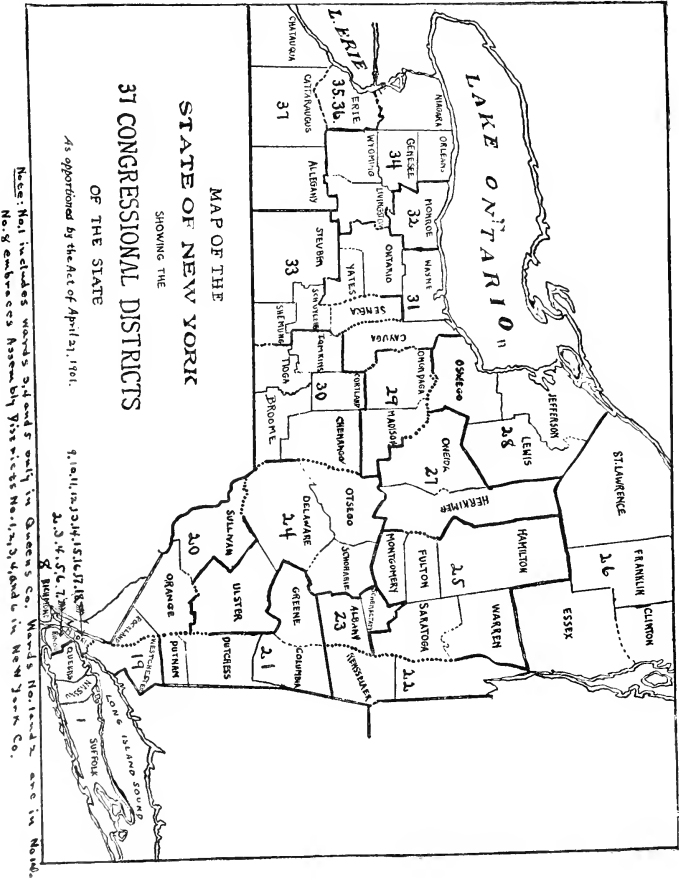 MAP OF THE
STATE OF NEW YORK
SHOWING THE
37 CONGRESSIONAL DISTRICTS
OF THE STATE
As apportioned by the Act of April 21, 1901.
LAKE ONTARIO
L. ERIE
CHATAUQUA
CATTARAUGUS
37
ERIE
35.36.
NIAGARA
ORLEANS
GENESEE
34
WYOMING
ALLEGANY
LIVINGSTON
MONROE
32
ONTARIO
WAYNE
31
YATES
STEUBEN
33
SENECA
SCHUYLER
SHEMUNG
CAYUGA
TOMKINS
TIOGA
30
CORTLAND
BROOME
ONONDAGA
29
MADISON
CHENANGO
OSWEGO
JEFFERSON
LEWIS
28
ONEIDA
27
HERKIMER
ST. LAWRENCE
FRANKLIN
26
CLINTON
ESSEX
HAMILTON
25
FULTON
MONTGOMERY
WARREN
SARATOGA
22
OTSEGO
DELAWARE
24
SCHOHARIE
ALBANY
23
RENSSELAER
GREENE
COLUMBIA
21
SULLIVAN
20
ULSTER
ORANGE
DUTCHESS
PUTNAM
WESTCHESTER
19
ROCKLAND
9,10,11,12,13,14,15,16,17,18
2.3.4.5.6.7.
8 RICHMOND
QUEENS
NASSAU
1
SUFFOLK
LONG ISLAND SOUND
Note: No.1 includes wards 3,4 and 5 only in Queens Co. Wards No.1 and 2 are in No 14.
No.8 embraces Assembly Districts No.1,2,3,4,and 6 in New York Co.